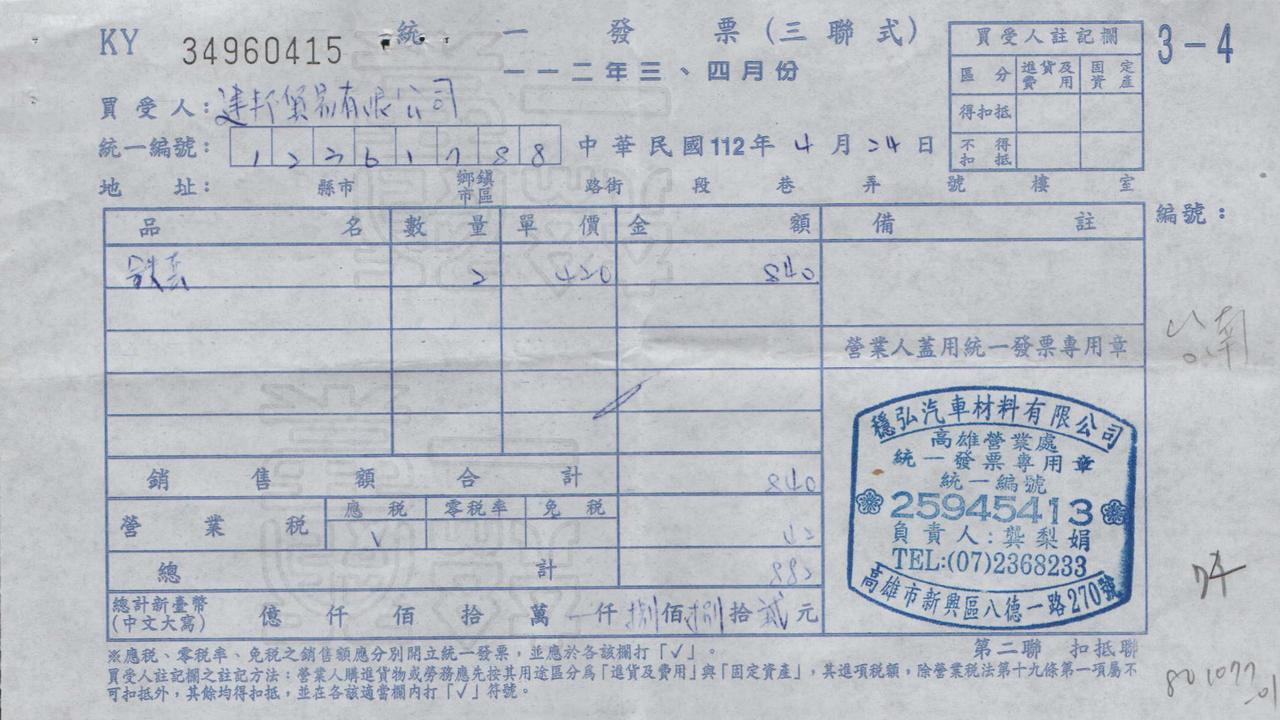 KY 34960415 統一發票(三聯式)
一一二年三、四月份
3-4
買受人註記欄
區分 進貨及費用 固定資產
得扣抵
不得扣抵
買受人:建邦貿易有限公司
統一編號: 12361788 中華民國112年4月24日
地址: 縣市 鄉鎮市區 路街 段 巷 弄 號 樓 室
品名 數量 單價 金額 備註 編號:
2 420 840
營業人蓋用統一發票專用章
台南
穩弘汽車材料有限公司
高雄營業處
統一發票專用章
統一編號
25945413
負責人:龔梨娟
TEL:(07)2368233
高雄市新興區八德一路270號
銷售額合計 840
營業稅 應稅 零稅率 免稅
V 42
總計 882
總計新臺幣(中文大寫) 億仟佰拾萬仟捌佰捌拾貳元
第二聯 扣抵聯
※應稅、零稅率、免稅之銷售額應分別開立統一發票,並應於各該欄打「√」。
買受人註記欄之註記方法:營業人購進貨物或勞務應先按其用途區分為「進貨及費用」與「固定資產」,其進項稅額,除營業稅法第十九條第一項屬不
可扣抵外,其餘均得扣抵,並在各該適當欄內打「√」符號。
801077
01